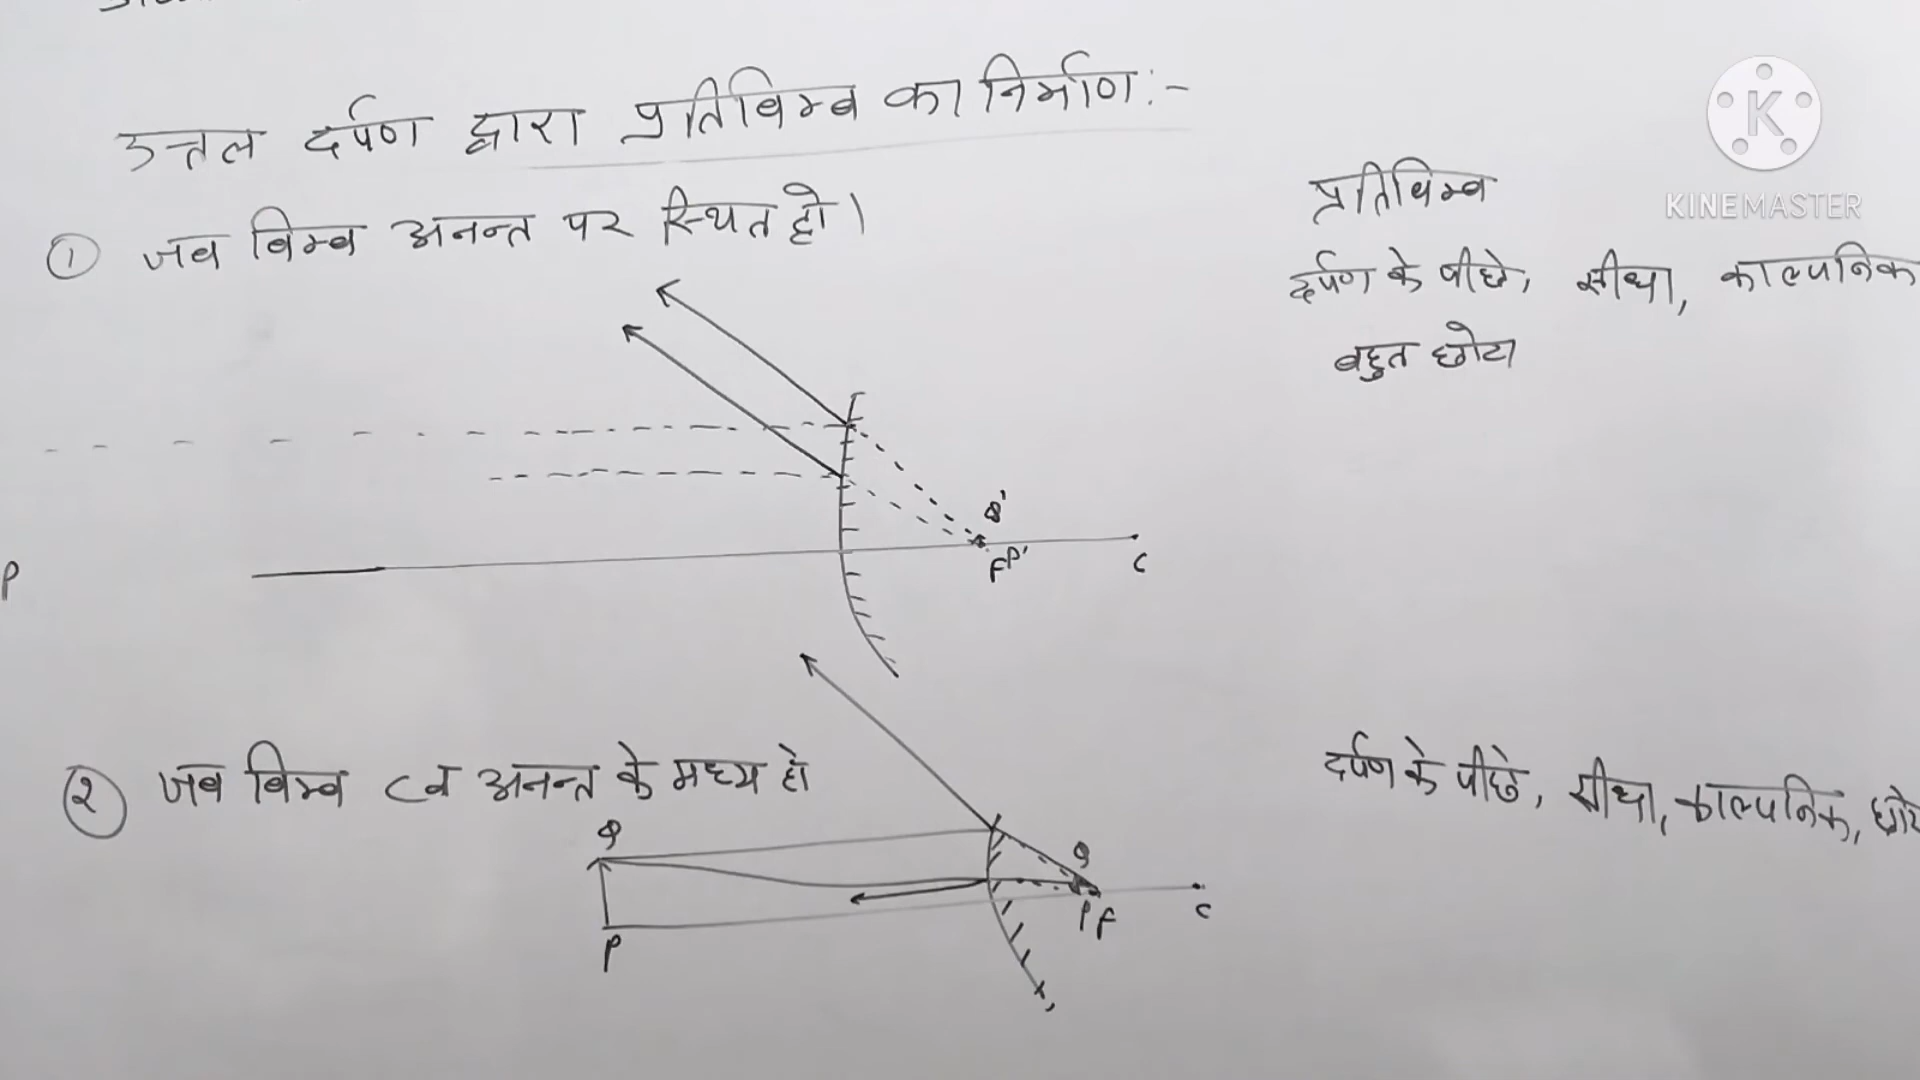 उत्तल दर्पण द्वारा प्रतिबिम्ब का निर्माण:-
K
KINEMASTER
प्रतिबिम्ब
① जब बिम्ब अनन्त पर स्थित हो।
दर्पण के पीछे, सीधा, काल्पनिक
बहुत छोटा
Q'
P
F P' C
② जब बिम्ब C व अनन्त के मध्य हो
दर्पण के पीछे, सीधा, काल्पनिक,
Q Q
P P F C